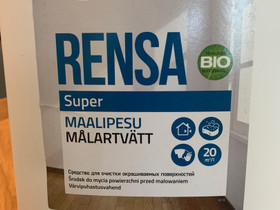 RENSA
BIO
Super
MAALIPESU
MÅLARTVÄTT
20
Средство для очистки окрашиваемых поверхностей
Środek do mycia powierzchni przed malowaniem
Värvipuhastusvahend